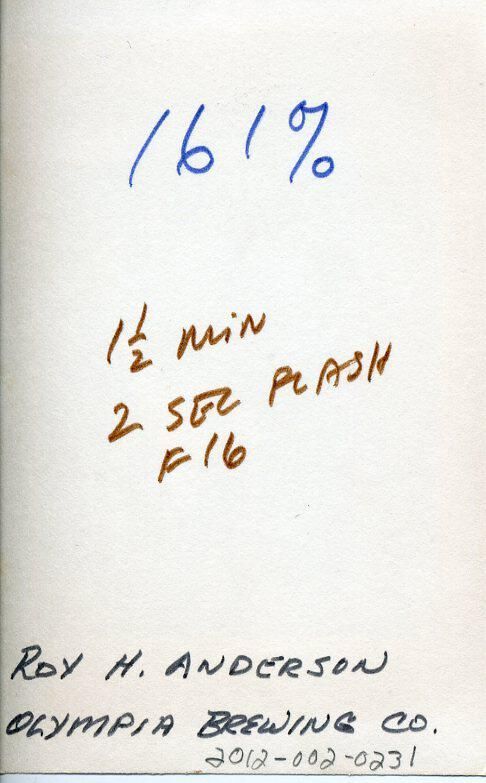 161%
1½ MIN
2 SEC FLASH
F16
ROY H. ANDERSON
OLYMPIA BREWING CO.
2012-002-0231